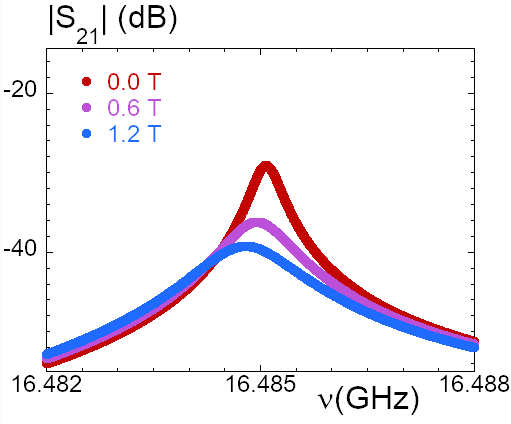 |S21| (dB)
-20
0.0 T
0.6 T
1.2 T
-40
16.482 16.485 16.488
ν(GHz)